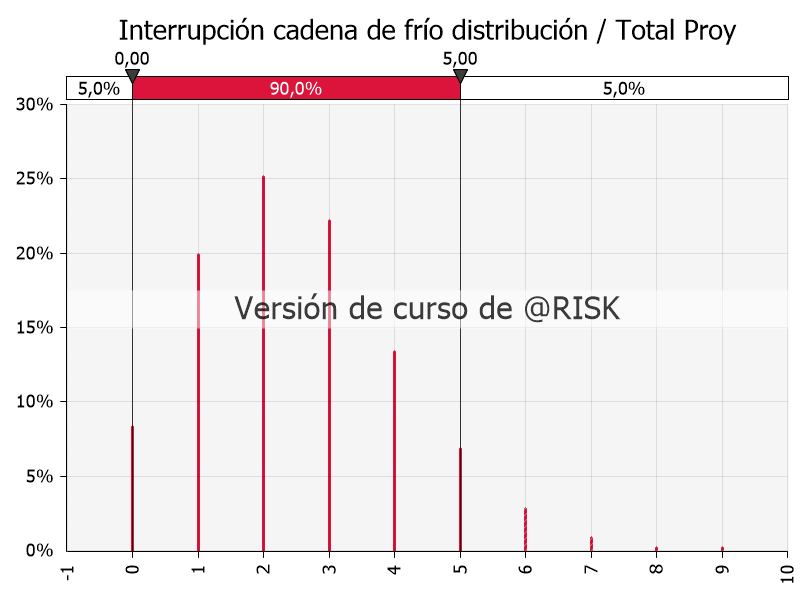 Interrupción cadena de frío distribución / Total Proy
0,00 5,00
5,0% 90,0% 5,0%
30%
25%
20%
Versión de curso de @RISK
15%
10%
5%
0%
-1 0 1 2 3 4 5 6 7 8 9 10